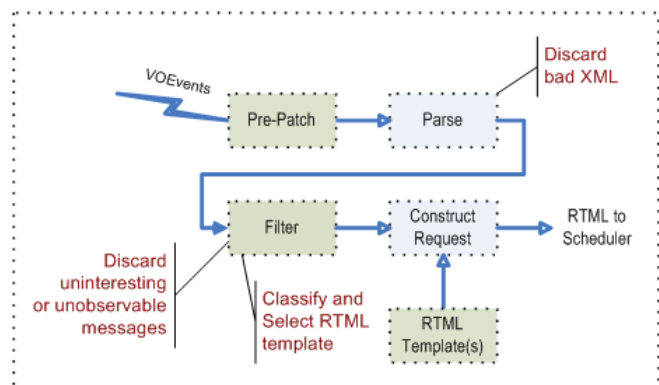 VOEvents
Discard
bad XML
Pre-Patch
Parse
Filter
Construct
Request
RTML to
Scheduler
Discard
uninteresting
or unobservable
messages
Classify and
Select RTML
template
RTML
Template(s)